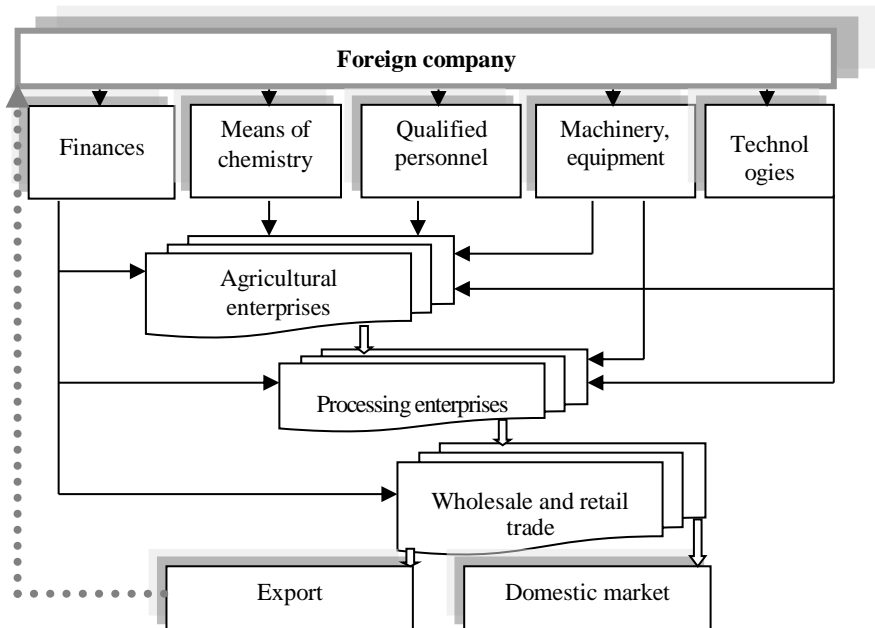 Foreign company
Finances
Means of
chemistry
Qualified
personnel
Machinery,
equipment
Technol
ogies
Agricultural
enterprises
Processing enterprises
Wholesale and retail
trade
Export
Domestic market